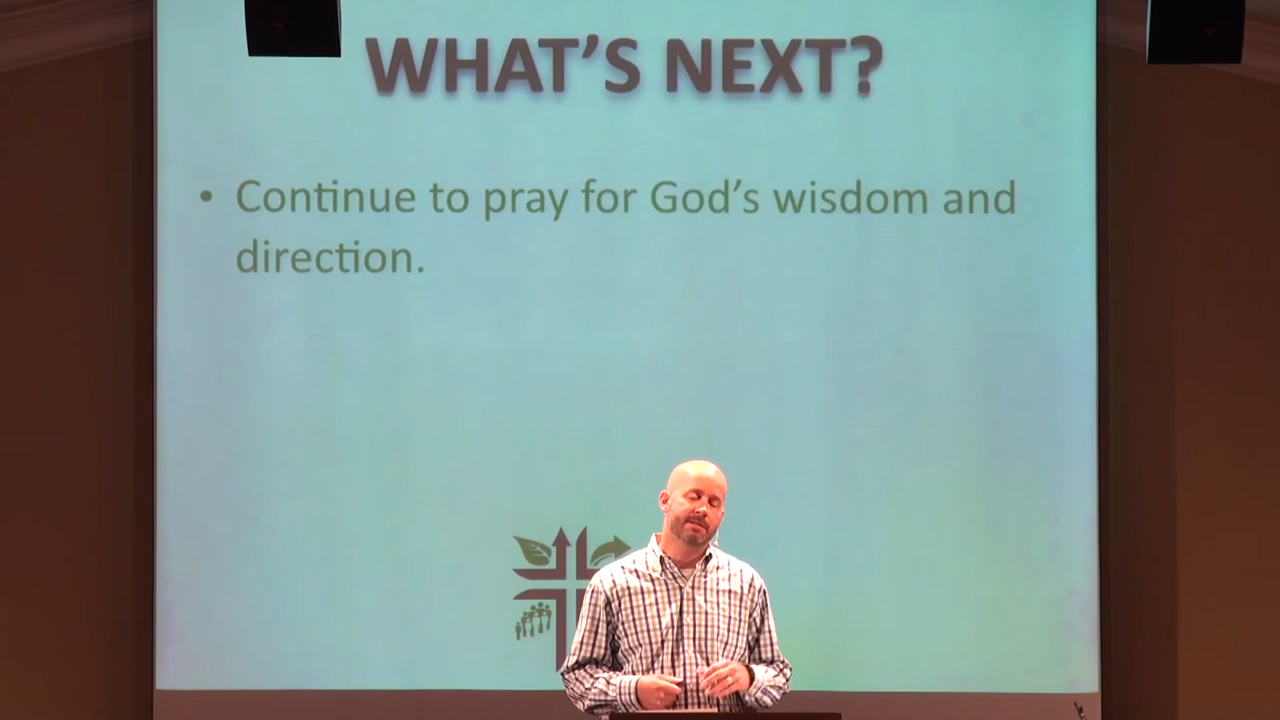 WHAT'S NEXT?
• Continue to pray for God's wisdom and
direction.